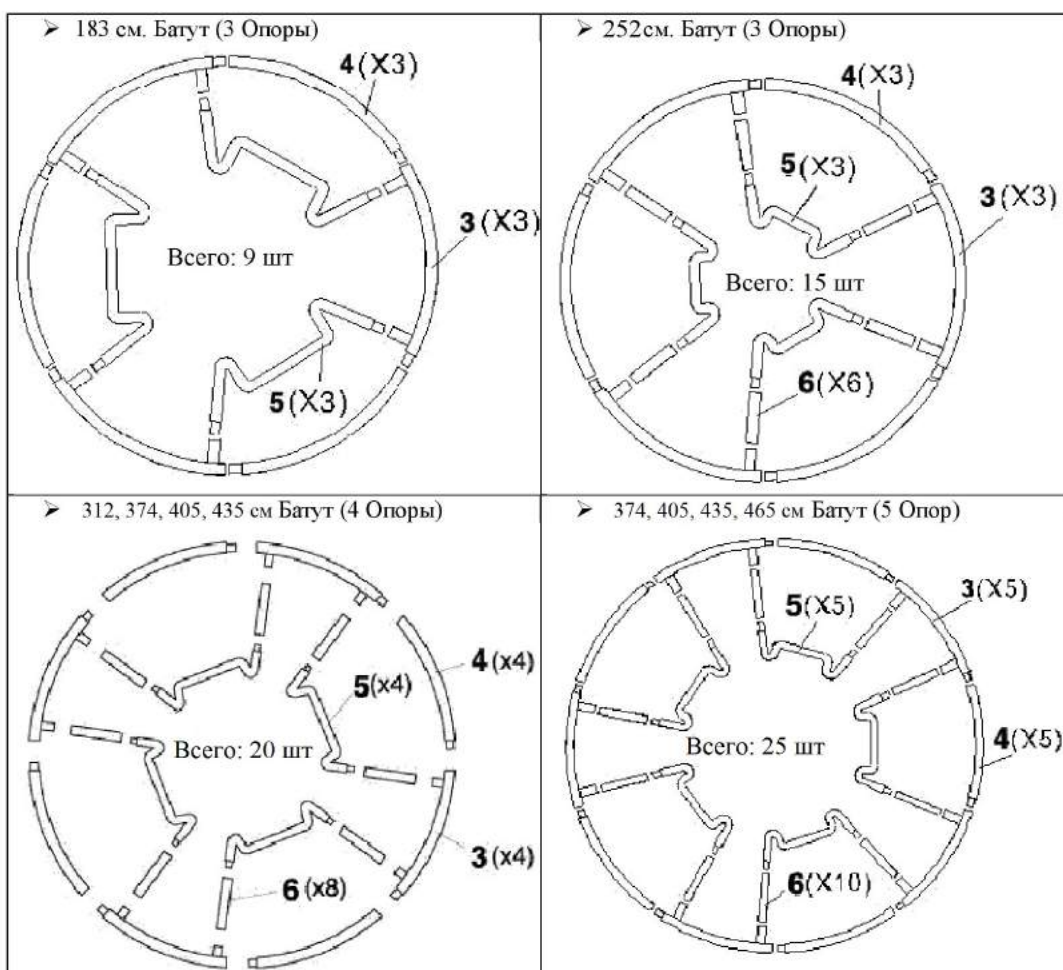 ➢ 183 см. Батут (3 Опоры)
4 (X3)
3 (X3)
Всего: 9 шт
5 (X3)
➢ 252см. Батут (3 Опоры)
4 (X3)
5 (X3)
3 (X3)
Всего: 15 шт
6 (X6)
➢ 312, 374, 405, 435 см Батут (4 Опоры)
4 (x4)
5 (x4)
Всего: 20 шт
3 (x4)
6 (x8)
➢ 374, 405, 435, 465 см Батут (5 Опор)
3 (X5)
5 (X5)
Всего: 25 шт
4 (X5)
6 (X10)